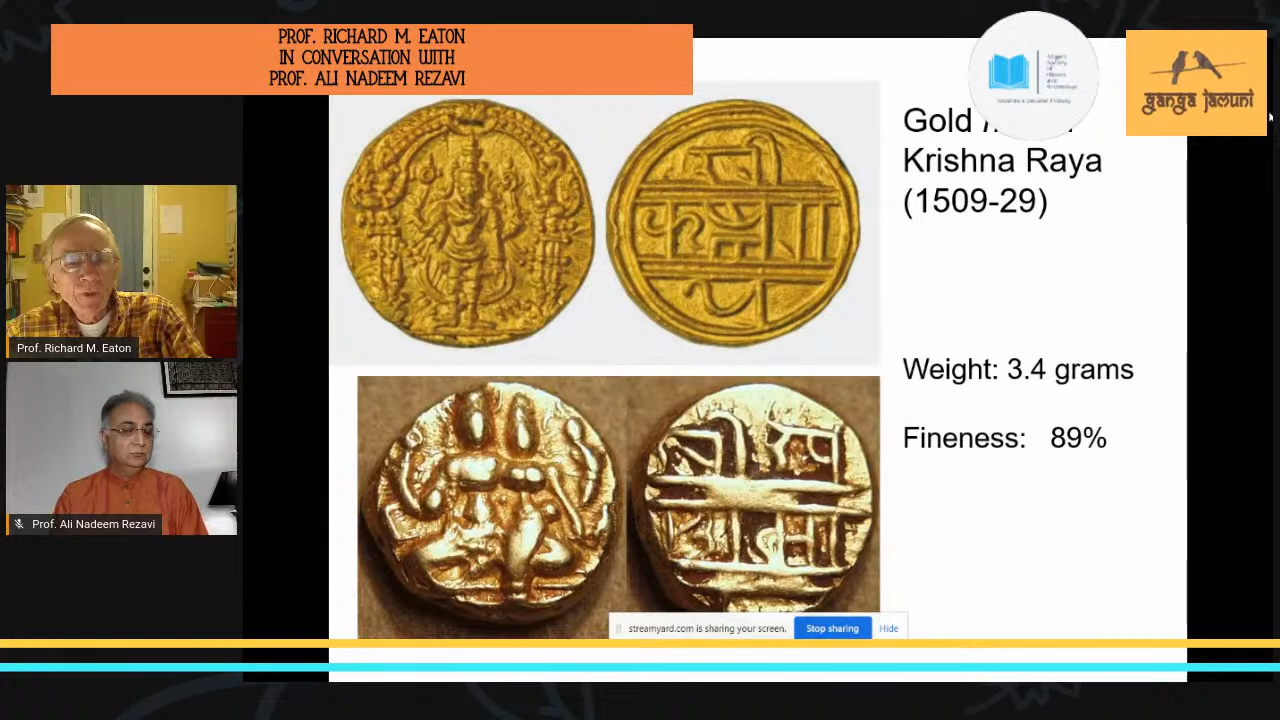 PROF. RICHARD M. EATON
IN CONVERSATION WITH
PROF. ALI NADEEM REZAVI
ganga jamuni
Gold
Krishna Raya
(1509-29)
Weight: 3.4 grams
Fineness: 89%
Prof. Richard M. Eaton
Prof. Ali Nadeem Rezavi
streamyard.com is sharing your screen.
Stop sharing
Hide